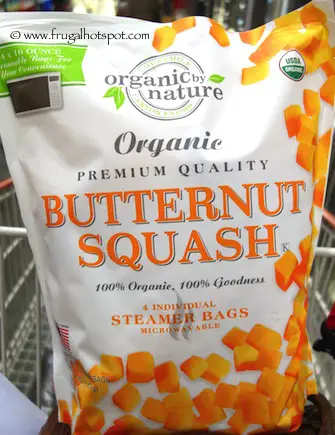 © www.frugalhotspot.com
4 x 16 OUNCE
Bags For
Your Convenience
organic by
nature
USDA
ORGANIC
Organic
PREMIUM QUALITY
BUTTERNUT
SQUASH
K
100% Organic, 100% Goodness
4 INDIVIDUAL
STEAMER BAGS
MICROWAVABLE
BAGS